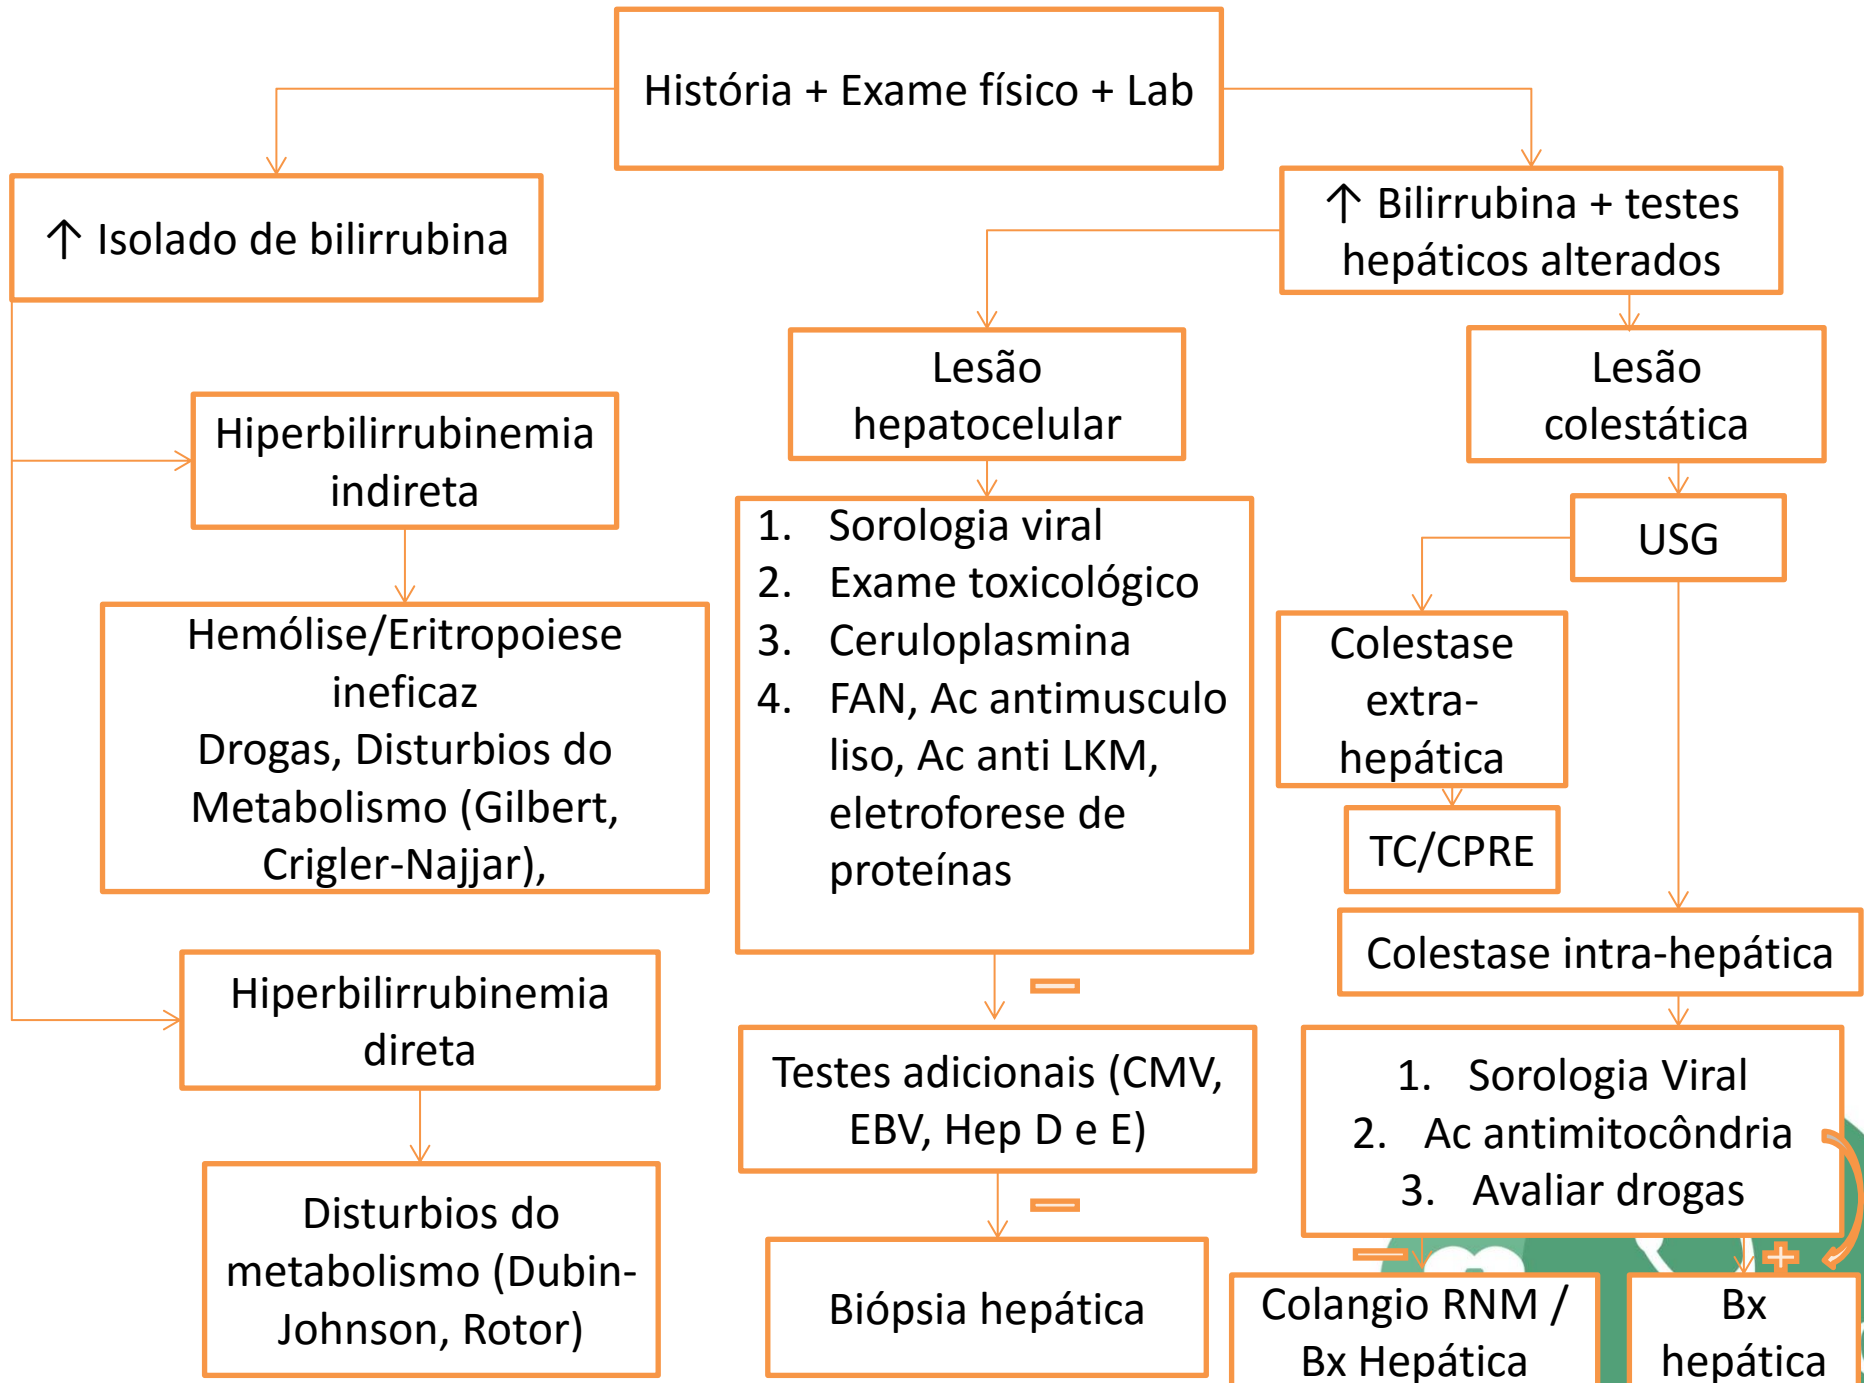 História + Exame físico + Lab
↑ Isolado de bilirrubina
↑ Bilirrubina + testes
hepáticos alterados
Hiperbilirrubinemia
indireta
Hemólise/Eritropoiese
ineficaz
Drogas, Disturbios do
Metabolismo (Gilbert,
Crigler-Najjar),
Hiperbilirrubinemia
direta
Disturbios do
metabolismo (Dubin-
Johnson, Rotor)
Lesão
hepatocelular
1. Sorologia viral
2. Exame toxicológico
3. Ceruloplasmina
4. FAN, Ac antimusculo
liso, Ac anti LKM,
eletroforese de
proteínas
Testes adicionais (CMV,
EBV, Hep D e E)
Biópsia hepática
Lesão
colestática
USG
Colestase
extra-
hepática
TC/CPRE
Colestase intra-hepática
1. Sorologia Viral
2. Ac antimitocôndria
3. Avaliar drogas
Colangio RNM /
Bx Hepática
Bx
hepática